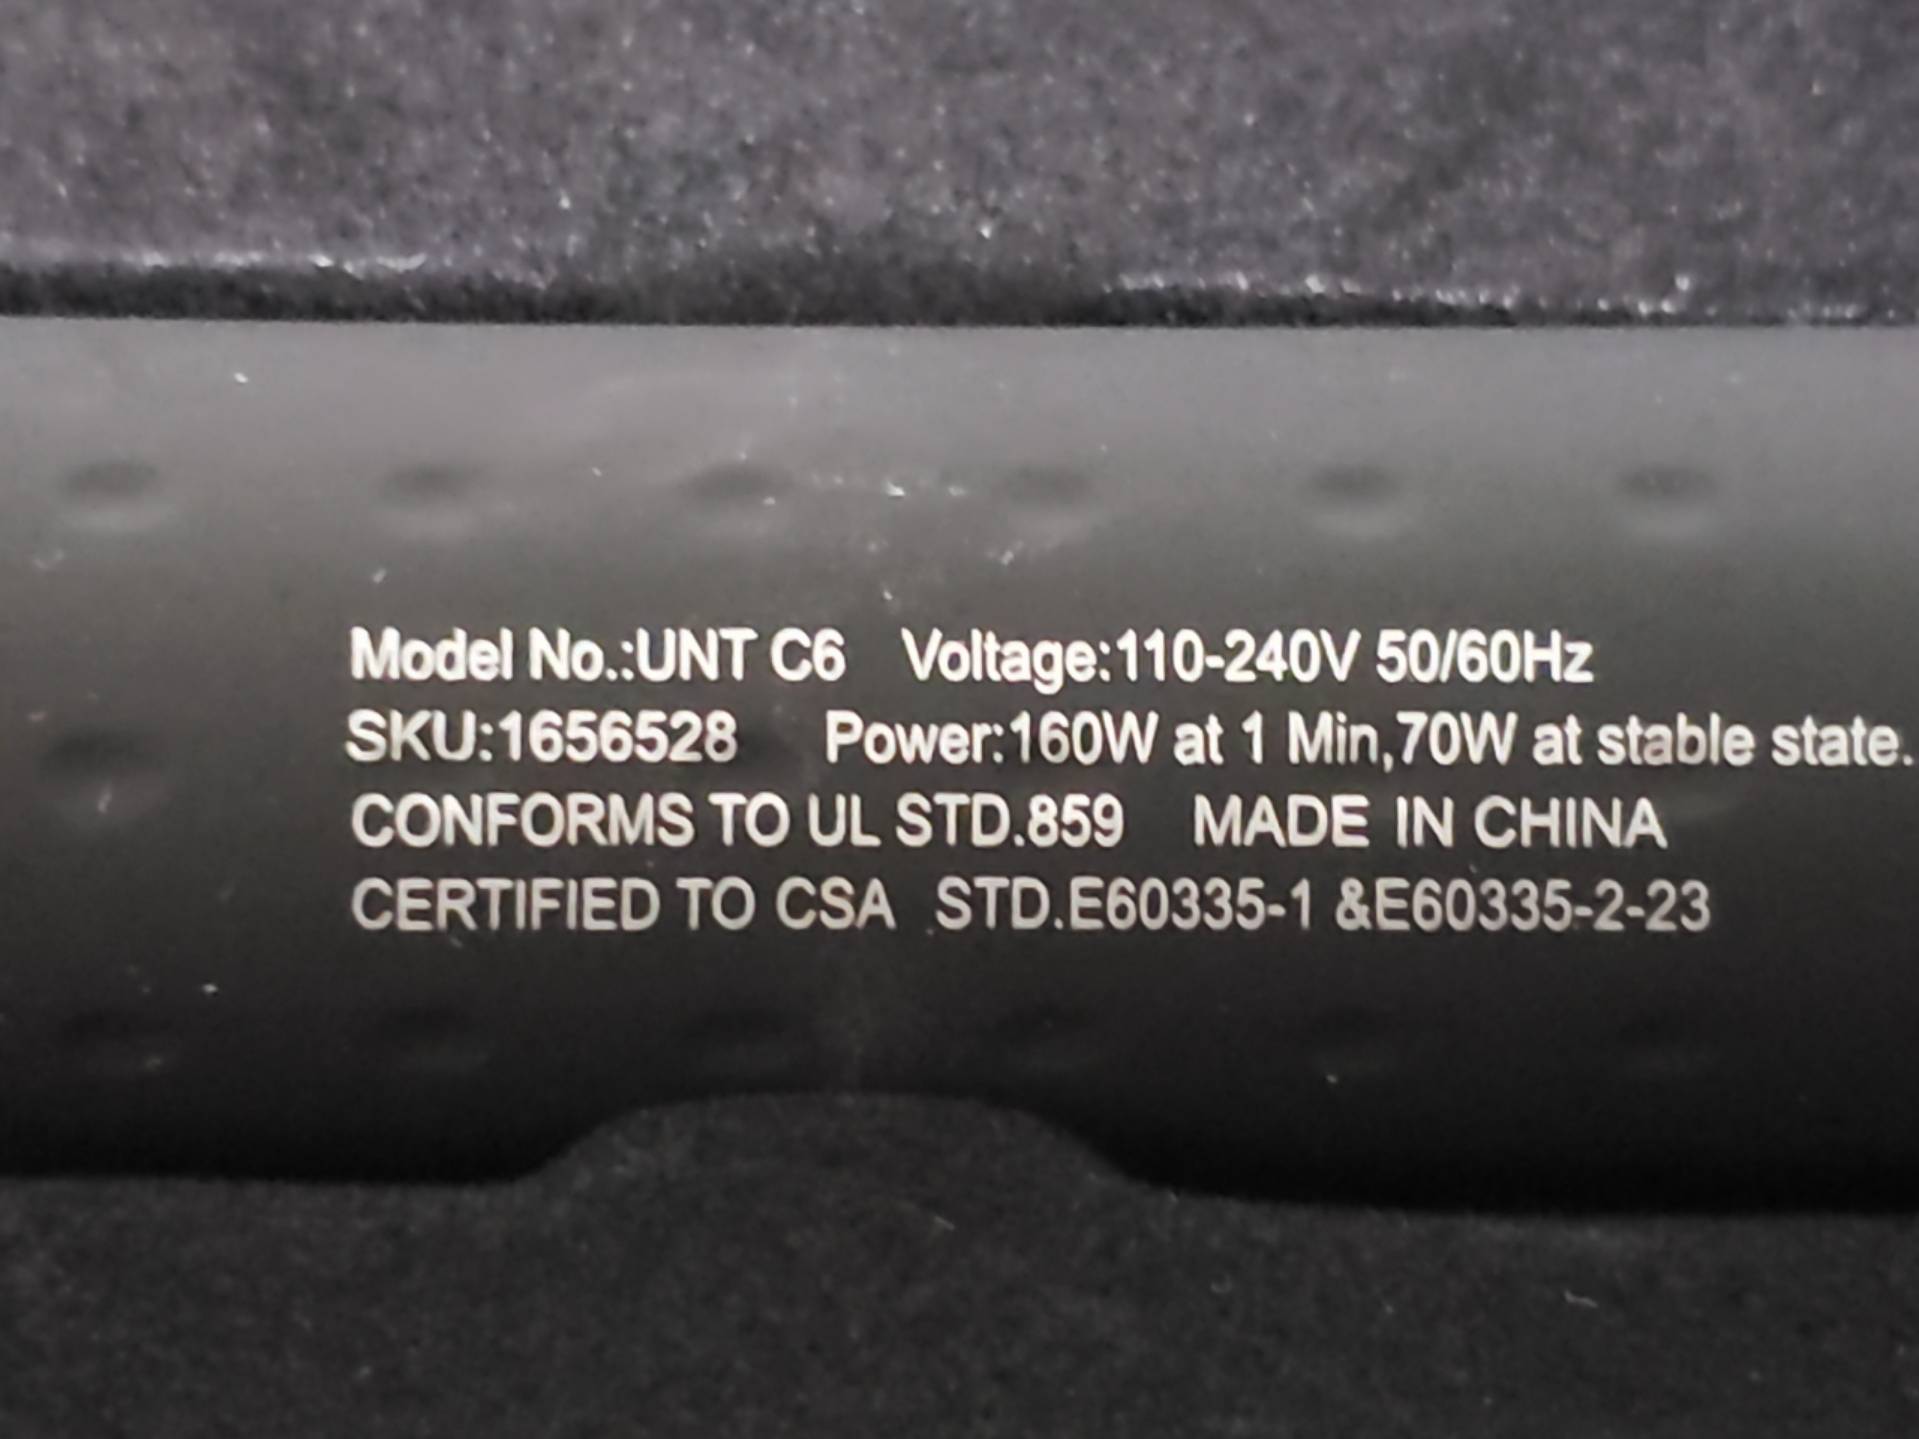 Model No.:UNT C6 Voltage:110-240V 50/60Hz
SKU:1656528 Power:160W at 1 Min,70W at stable state.
CONFORMS TO UL STD.859 MADE IN CHINA
CERTIFIED TO CSA STD.E60335-1 &E60335-2-23